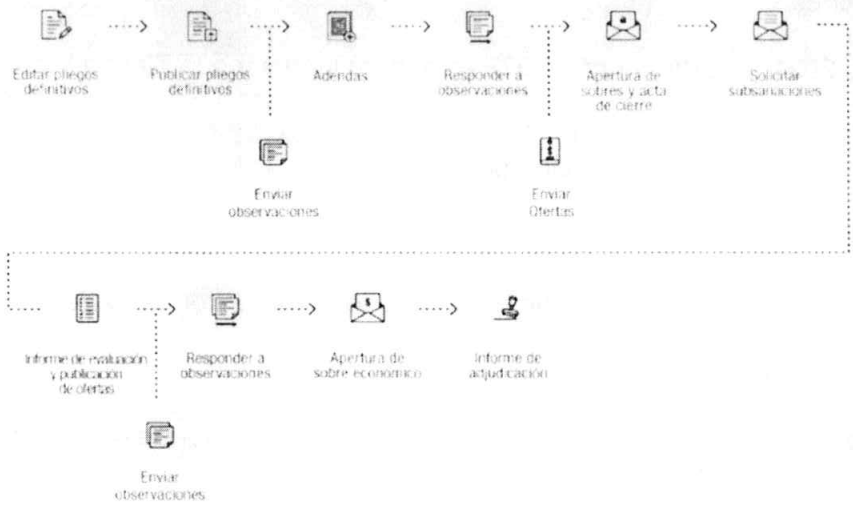 Editar pliegos
definitivos
Publicar pliegos
definitivos
Adendas
Responder a
observaciones
Apertura de
sobres y acta
de cierre
Solicitar
subsanaciones
Enviar
observaciones
Enviar
Ofertas
Informe de evaluación
y publicación
de ofertas
Responder a
observaciones
Apertura de
sobre económico
Informe de
adjudicación
Enviar
observaciones